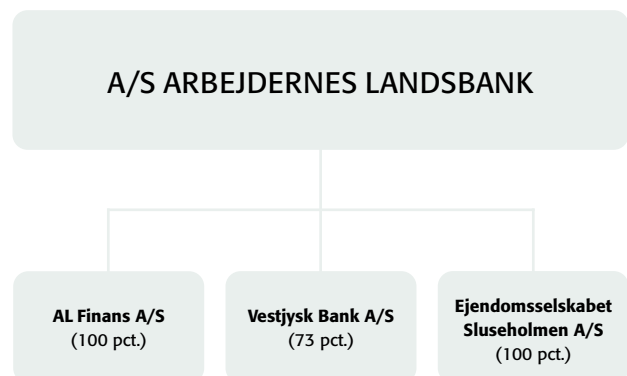 A/S ARBEJDERNES LANDSBANK
AL Finans A/S
(100 pct.)
Vestjysk Bank A/S
(73 pct.)
Ejendomsselskabet
Sluseholmen A/S
(100 pct.)